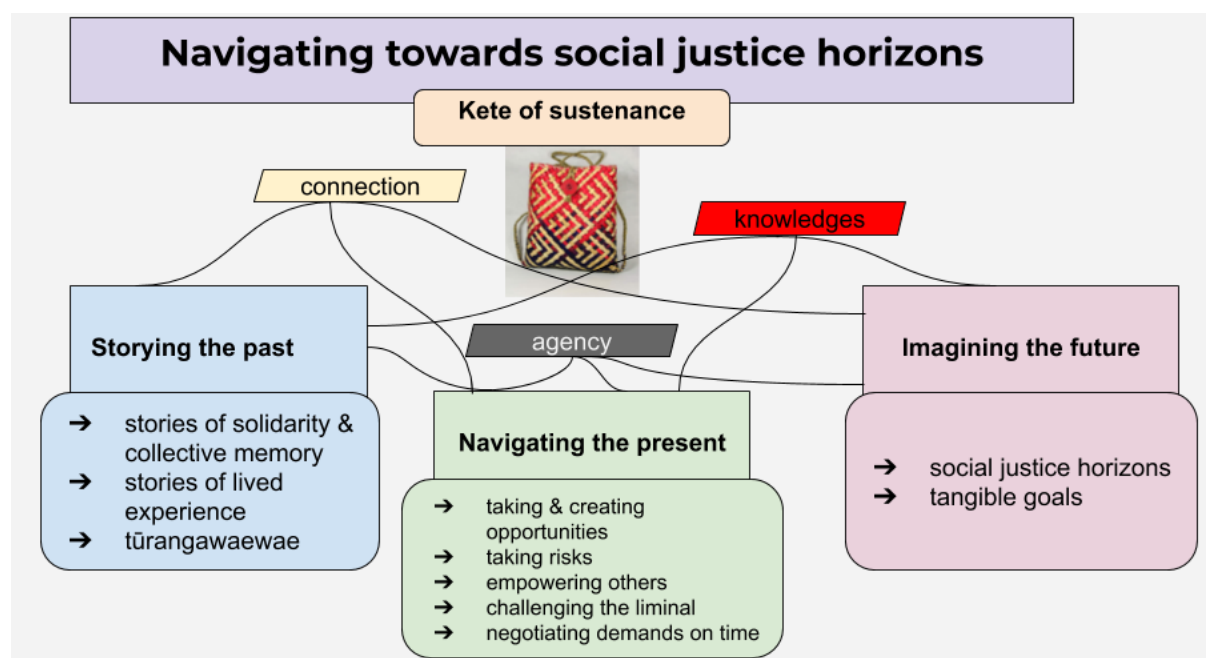 Navigating towards social justice horizons
Kete of sustenance
connection
knowledges
agency
Storying the past
➔ stories of solidarity &
collective memory
➔ stories of lived
experience
➔ tūrangawaewae
Navigating the present
➔ taking & creating
opportunities
➔ taking risks
➔ empowering others
➔ challenging the liminal
➔ negotiating demands on time
Imagining the future
➔ social justice horizons
➔ tangible goals